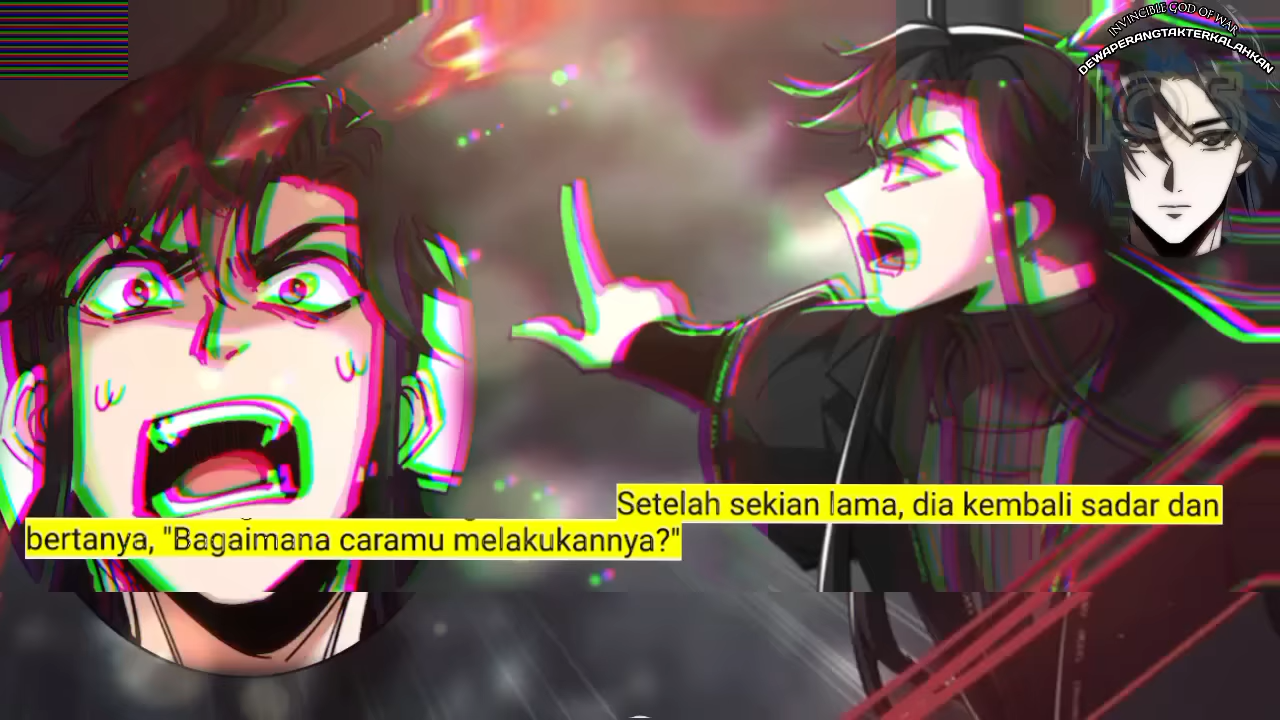 INVINCIBLE GOD OF WAR
DEWAPERANGTAKTERKALAHKAN
Setelah sekian lama, dia kembali sadar dan
bertanya, "Bagaimana caramu melakukannya?"